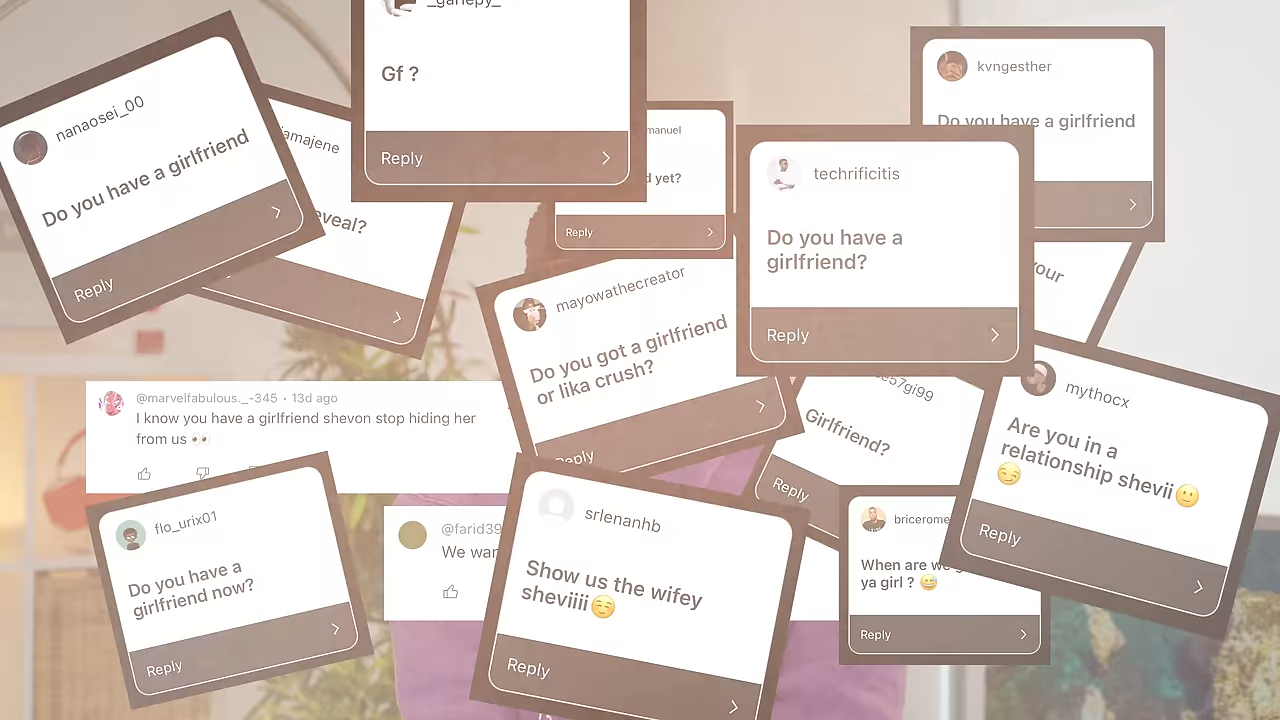 _gariepy_
Gf ?
Reply
nanaosei_00
Do you have a girlfriend
Reply
amajene
eveal?
manuel
yet?
Reply
kvngesther
Do you have a girlfriend
techrificitis
Do you have a
girlfriend?
Reply
your
mayowathecreator
Do you got a girlfriend
or lika crush?
Reply
e57gi99
Girlfriend?
Reply
mythocx
Are you in a
relationship shevii
Reply
@marvelfabulous._-345 · 13d ago
I know you have a girlfriend shevon stop hiding her
from us 👀
flo_urix01
Do you have a
girlfriend now?
Reply
@farid39
We wan
srlenanhb
Show us the wifey
sheviiii☺️
Reply
bricerome
When are we
ya girl ? 😅
Reply